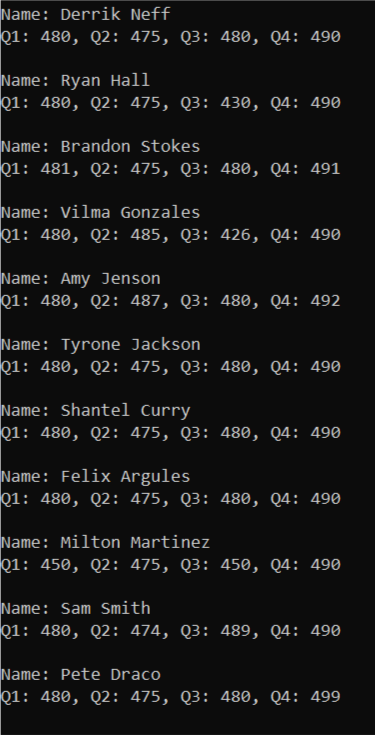 Name: Derrik Neff
Q1: 480, Q2: 475, Q3: 480, Q4: 490
Name: Ryan Hall
Q1: 480, Q2: 475, Q3: 430, Q4: 490
Name: Brandon Stokes
Q1: 481, Q2: 475, Q3: 480, Q4: 491
Name: Vilma Gonzales
Q1: 480, Q2: 485, Q3: 426, Q4: 490
Name: Amy Jenson
Q1: 480, Q2: 487, Q3: 480, Q4: 492
Name: Tyrone Jackson
Q1: 480, Q2: 475, Q3: 480, Q4: 490
Name: Shantel Curry
Q1: 480, Q2: 475, Q3: 480, Q4: 490
Name: Felix Argules
Q1: 480, Q2: 475, Q3: 480, Q4: 490
Name: Milton Martinez
Q1: 450, Q2: 475, Q3: 450, Q4: 490
Name: Sam Smith
Q1: 480, Q2: 474, Q3: 489, Q4: 490
Name: Pete Draco
Q1: 480, Q2: 475, Q3: 480, Q4: 499